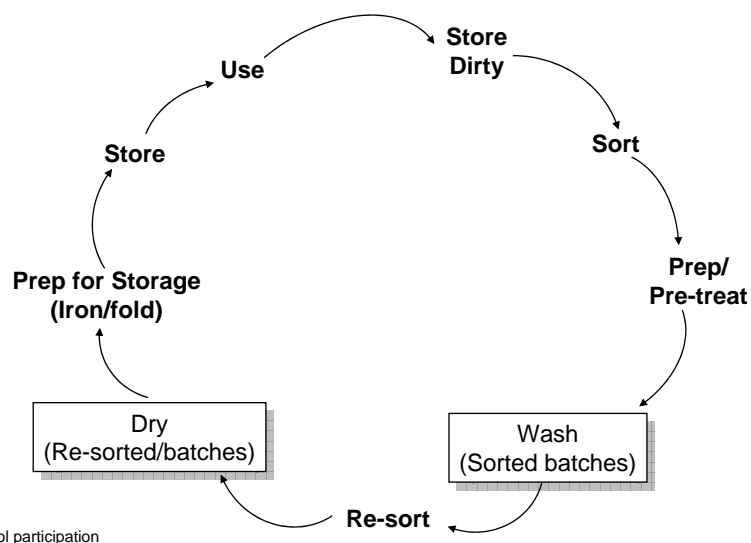 Use
Store
Dirty
Sort
Prep/
Pre-treat
Wash
(Sorted batches)
Re-sort
Dry
(Re-sorted/batches)
Prep for Storage
(Iron/fold)
Store
participation